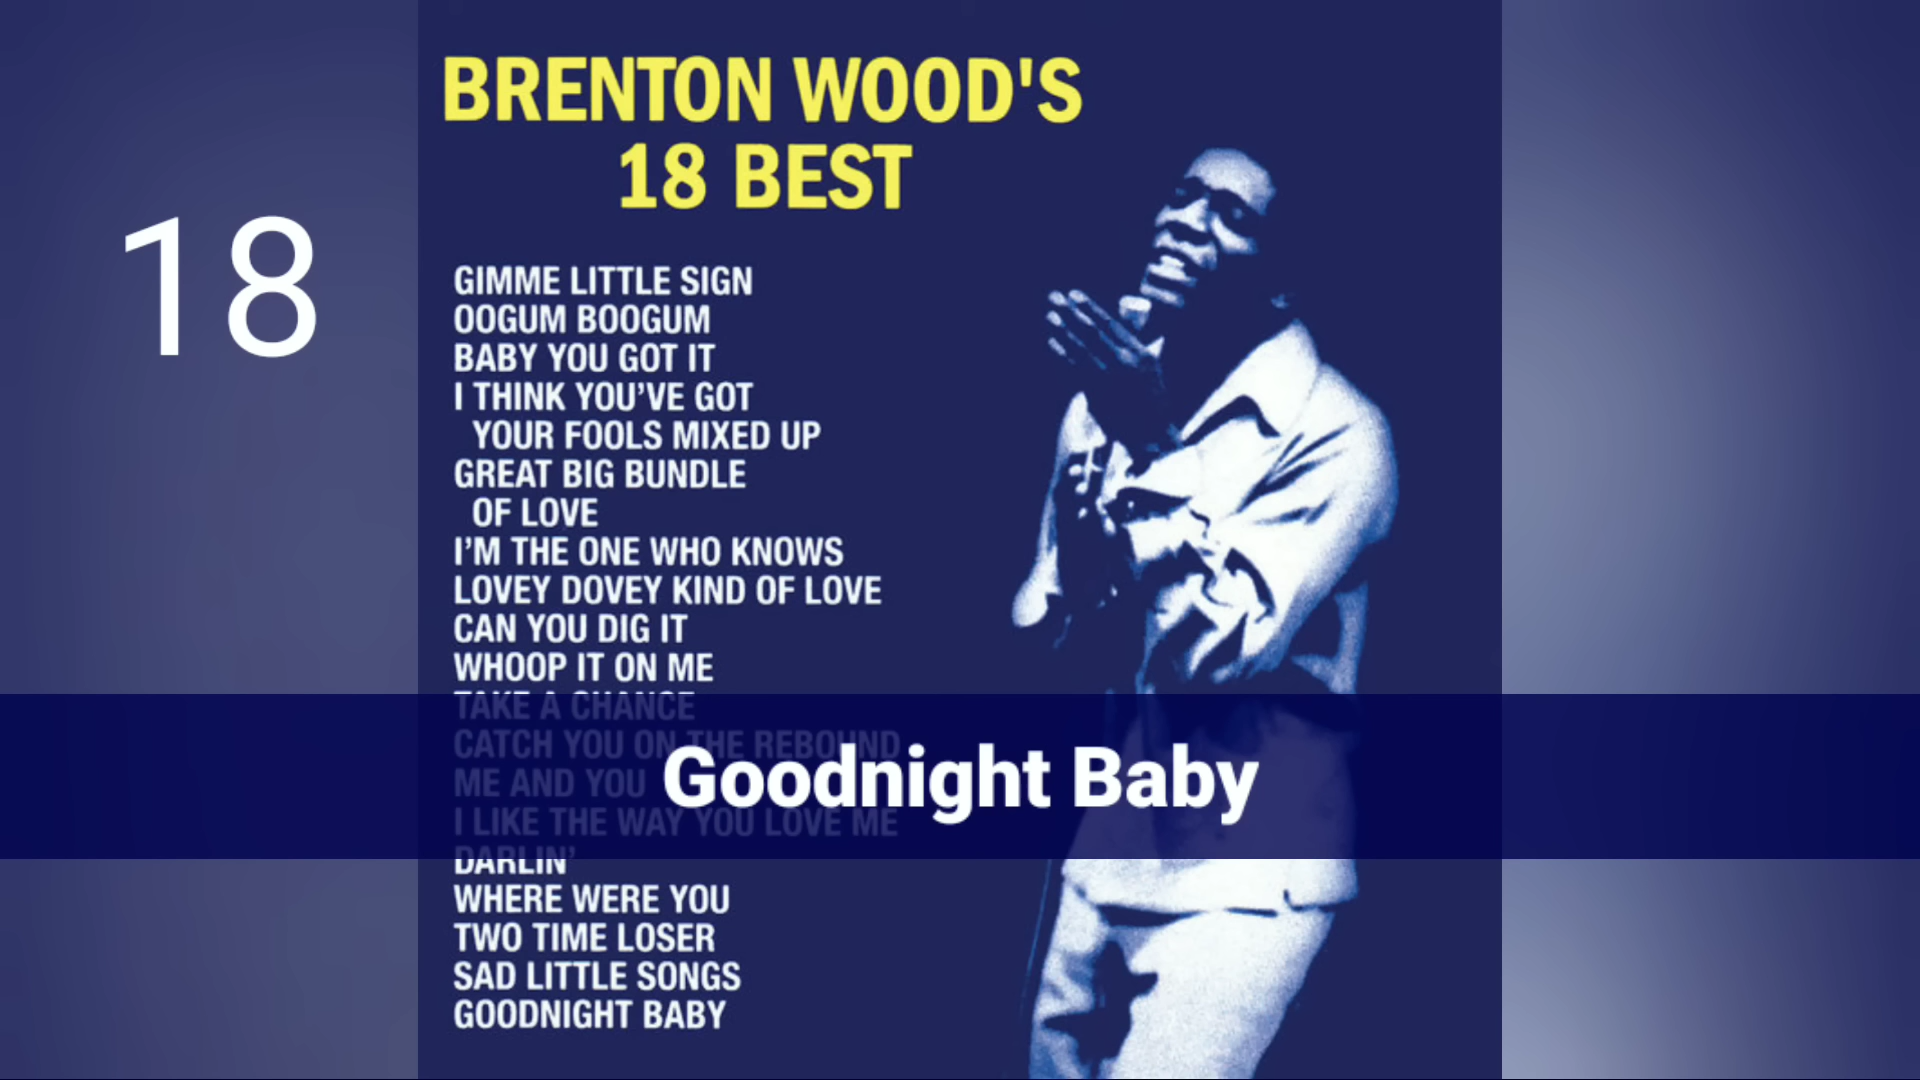 BRENTON WOOD'S
18 BEST
18
GIMME LITTLE SIGN
OOGUM BOOGUM
BABY YOU GOT IT
I THINK YOU'VE GOT
YOUR FOOLS MIXED UP
GREAT BIG BUNDLE
OF LOVE
I'M THE ONE WHO KNOWS
LOVEY DOVEY KIND OF LOVE
CAN YOU DIG IT
WHOOP IT ON ME
TAKE A CHANCE
CATCH YOU ON THE REBOUND
ME AND YOU
Goodnight Baby
I LIKE THE WAY YOU LOVE ME
DARLIN'
WHERE WERE YOU
TWO TIME LOSER
SAD LITTLE SONGS
GOODNIGHT BABY